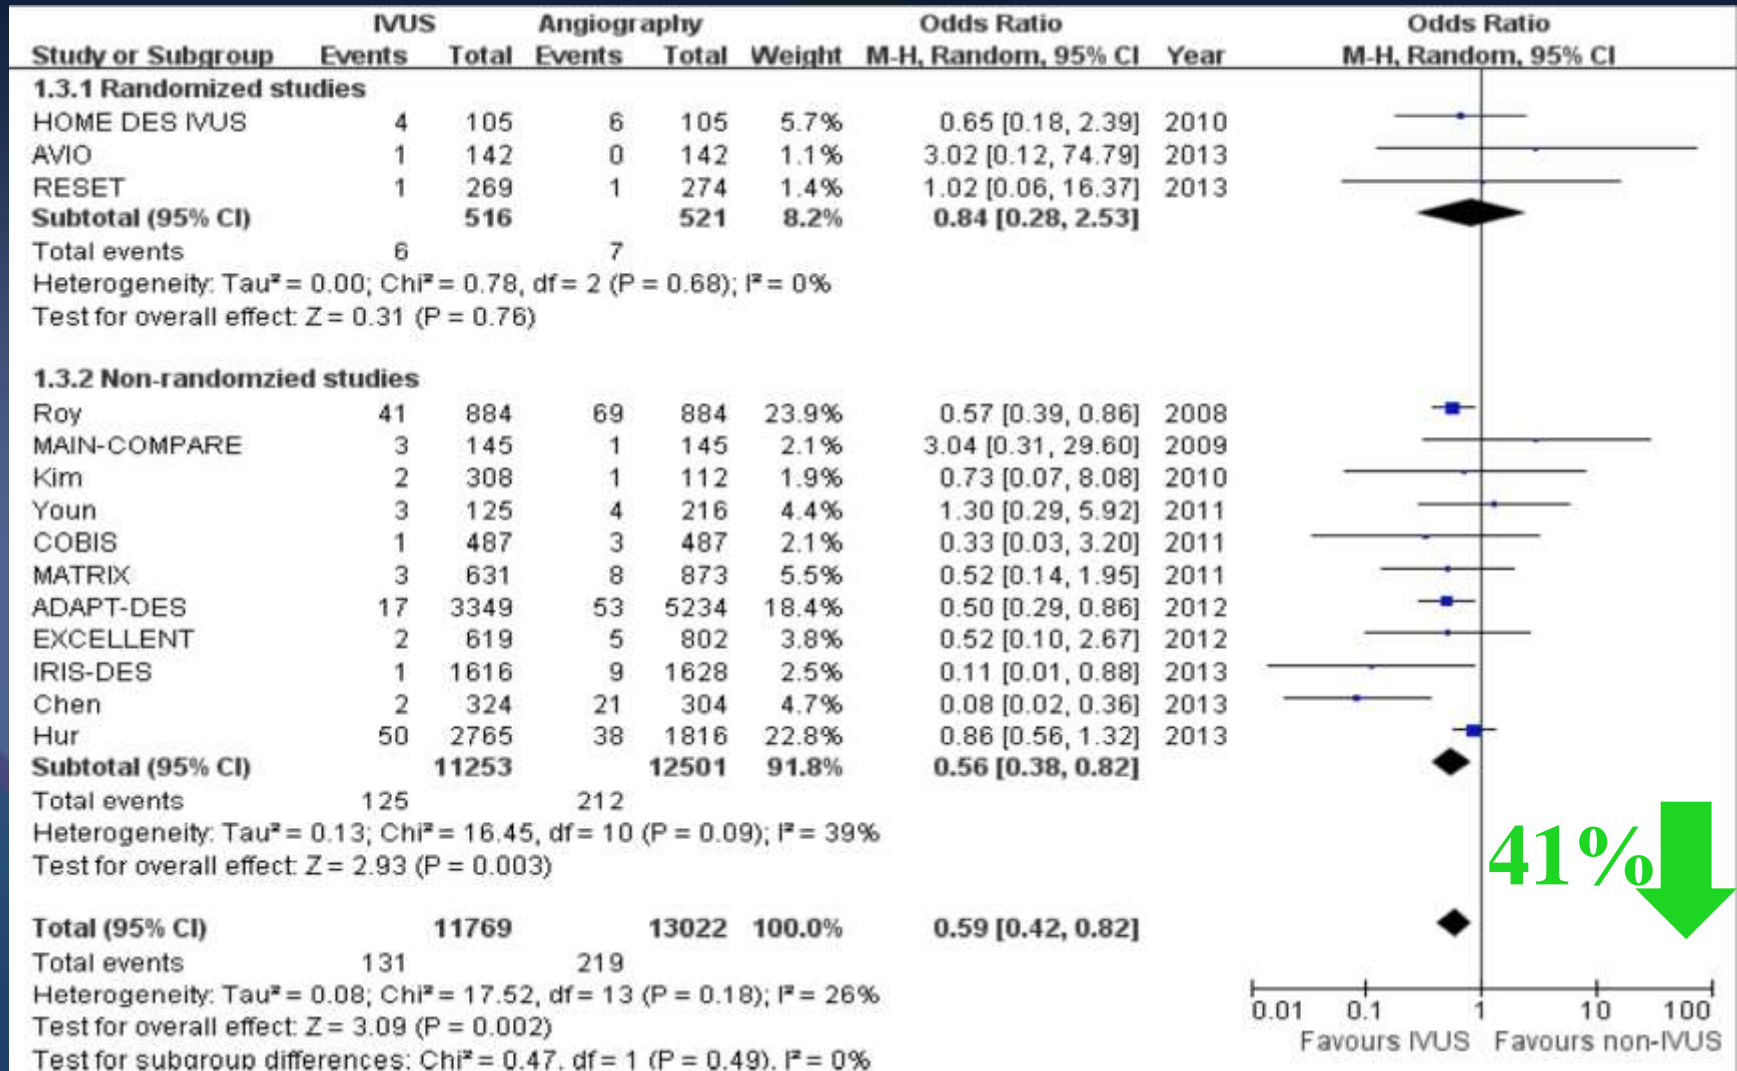 IVUS Angiography Odds Ratio Odds Ratio
Study or Subgroup Events Total Events Total Weight M-H, Random, 95% CI Year M-H, Random, 95% CI
1.3.1 Randomized studies
HOME DES IVUS 4 105 6 105 5.7% 0.65 [0.18, 2.39] 2010
AVIO 1 142 0 142 1.1% 3.02 [0.12, 74.79] 2013
RESET 1 269 1 274 1.4% 1.02 [0.06, 16.37] 2013
Subtotal (95% CI) 516 521 8.2% 0.84 [0.28, 2.53]
Total events 6 7
Heterogeneity: Tau² = 0.00; Chi² = 0.78, df = 2 (P = 0.68); I² = 0%
Test for overall effect: Z = 0.31 (P = 0.76)
1.3.2 Non-randomzied studies
Roy 41 884 69 884 23.9% 0.57 [0.39, 0.86] 2008
MAIN-COMPARE 3 145 1 145 2.1% 3.04 [0.31, 29.60] 2009
Kim 2 308 1 112 1.9% 0.73 [0.07, 8.08] 2010
Youn 3 125 4 216 4.4% 1.30 [0.29, 5.92] 2011
COBIS 1 487 3 487 2.1% 0.33 [0.03, 3.20] 2011
MATRIX 3 631 8 873 5.5% 0.52 [0.14, 1.95] 2011
ADAPT-DES 17 3349 53 5234 18.4% 0.50 [0.29, 0.86] 2012
EXCELLENT 2 619 5 802 3.8% 0.52 [0.10, 2.67] 2012
IRIS-DES 1 1616 9 1628 2.5% 0.11 [0.01, 0.88] 2013
Chen 2 324 21 304 4.7% 0.08 [0.02, 0.36] 2013
Hur 50 2765 38 1816 22.8% 0.86 [0.56, 1.32] 2013
Subtotal (95% CI) 11253 12501 91.8% 0.56 [0.38, 0.82]
Total events 125 212
Heterogeneity: Tau² = 0.13; Chi² = 16.45, df = 10 (P = 0.09); I² = 39%
Test for overall effect: Z = 2.93 (P = 0.003)
41%
Total (95% CI) 11769 13022 100.0% 0.59 [0.42, 0.82]
Total events 131 219
Heterogeneity: Tau² = 0.08; Chi² = 17.52, df = 13 (P = 0.18); I² = 26%
Test for overall effect: Z = 3.09 (P = 0.002)
Test for subgroup differences: Chi² = 0.47, df = 1 (P = 0.49), I² = 0%
0.01 0.1 1 10 100
Favours IVUS Favours non-IVUS